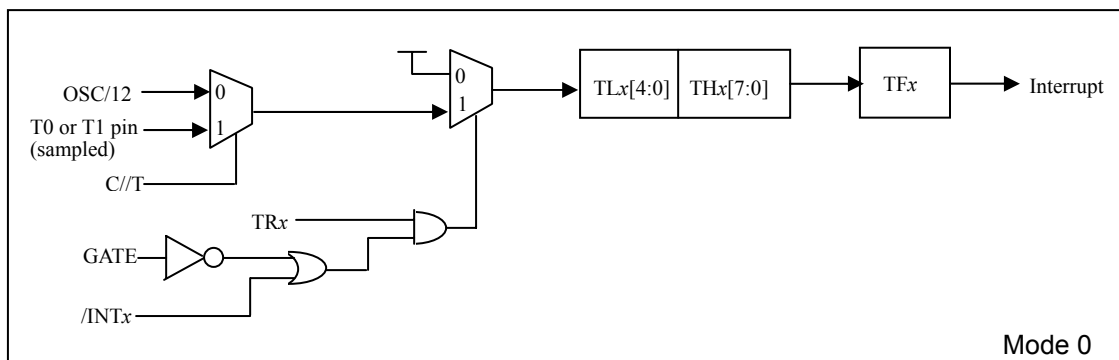 OSC/12
0
T0 or T1 pin
(sampled)
1
C//T
0
1
TLx[4:0]
THx[7:0]
TFx
Interrupt
TRx
GATE
/INTx
Mode 0